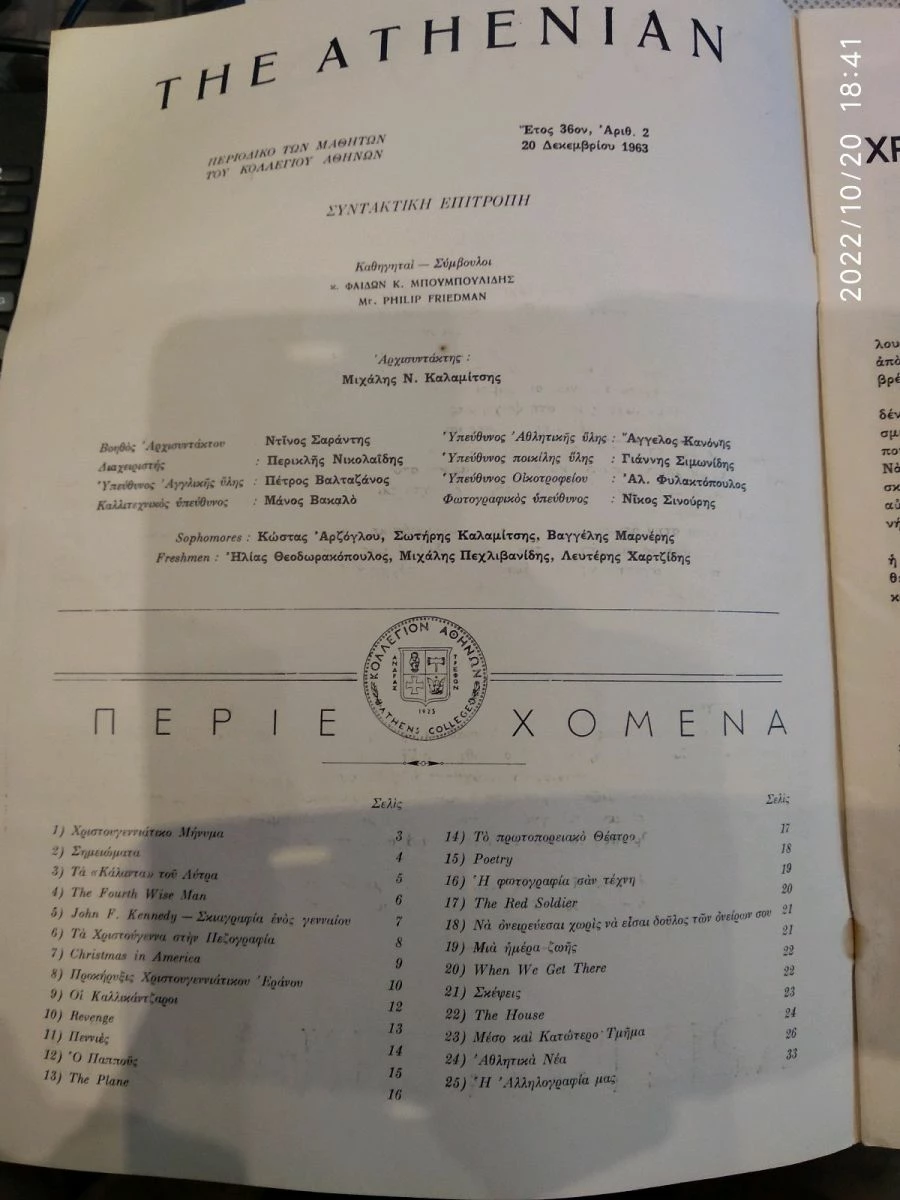 THE ATHENIAN
ΠΕΡΙΟΔΙΚΟ ΤΩΝ ΜΑΘΗΤΩΝ
ΤΟΥ ΚΟΛΛΕΓΙΟΥ ΑΘΗΝΩΝ
Ἔτος 36ον, Ἀριθ. 2
20 Δεκεμβρίου 1963
ΣΥΝΤΑΚΤΙΚΗ ΕΠΙΤΡΟΠΗ
Καθηγηταὶ — Σύμβουλοι
κ. ΦΑΙΔΩΝ Κ. ΜΠΟΥΜΠΟΥΛΙΔΗΣ
Mr. PHILIP FRIEDMAN
Ἀρχισυντάκτης :
Μιχάλης Ν. Καλαμίτσης
Βοηθὸς Ἀρχισυντάκτου Ντῖνος Σαράντης
Διαχειριστής : Περικλῆς Νικολαΐδης
Ὑπεύθυνος Ἀγγλικῆς ὕλης : Πέτρος Βαλταζάνος
Καλλιτεχνικὸς ὑπεύθυνος : Μάνος Βακαλὸ
Ὑπεύθυνος Ἀθλητικῆς ὕλης : Ἄγγελος Κανόνης
Ὑπεύθυνος ποικίλης ὕλης : Γιάννης Σιμωνίδης
Ὑπεύθυνος Οἰκοτροφείου : Ἀλ. Φυλακτόπουλος
Φωτογραφικὸς ὑπεύθυνος : Νῖκος Σινούρης
Sophomores : Κώστας Ἀρζόγλου, Σωτήρης Καλαμίτσης, Βαγγέλης Μαρνέρης
Freshmen : Ἠλίας Θεοδωρακόπουλος, Μιχάλης Πεχλιβανίδης, Λευτέρης Χαρτζίδης
ΚΟΛΛΕΓΙΟΝ ΑΘΗΝΩΝ
ΑΝΔΡΑΣ ΤΡΕΦΟΝ
1925
ATHENS COLLEGE
ΠΕΡΙΕΧΟΜΕΝΑ
Σελὶς
1) Χριστουγεννιάτικο Μήνυμα 3
2) Σημειώματα 4
3) Τὰ «Κάλαντα» τοῦ Λύτρα 5
4) The Fourth Wise Man 6
5) John F. Kennedy — Σκιαγραφία ἑνὸς γενναίου 7
6) Τὰ Χριστούγεννα στὴν Πεζογραφία 8
7) Christmas in America 9
8) Προκήρυξις Χριστουγεννιάτικου Ἐράνου 10
9) Οἱ Καλλικάντζαροι 12
10) Revenge 13
11) Πεννιὲς 14
12) Ὁ Παπποῦς 15
13) The Plane 16
Σελὶς
14) Τὸ πρωτοπορειακὸ Θέατρο 17
15) Poetry 18
16) Ἡ φωτογραφία σὰν τέχνη 19
17) The Red Soldier 20
18) Νὰ ὀνειρεύεσαι χωρὶς νὰ εἶσαι δοῦλος τῶν ὀνείρων σου 21
19) Μιὰ ἡμέρα ζωῆς 21
20) When We Get There 22
21) Σκέψεις 22
22) The House 23
23) Μέσο καὶ Κατώτερο Τμῆμα 24
24) Ἀθλητικὰ Νέα 26
25) Ἡ Ἀλληλογραφία μας 33
2022/10/20 18:41